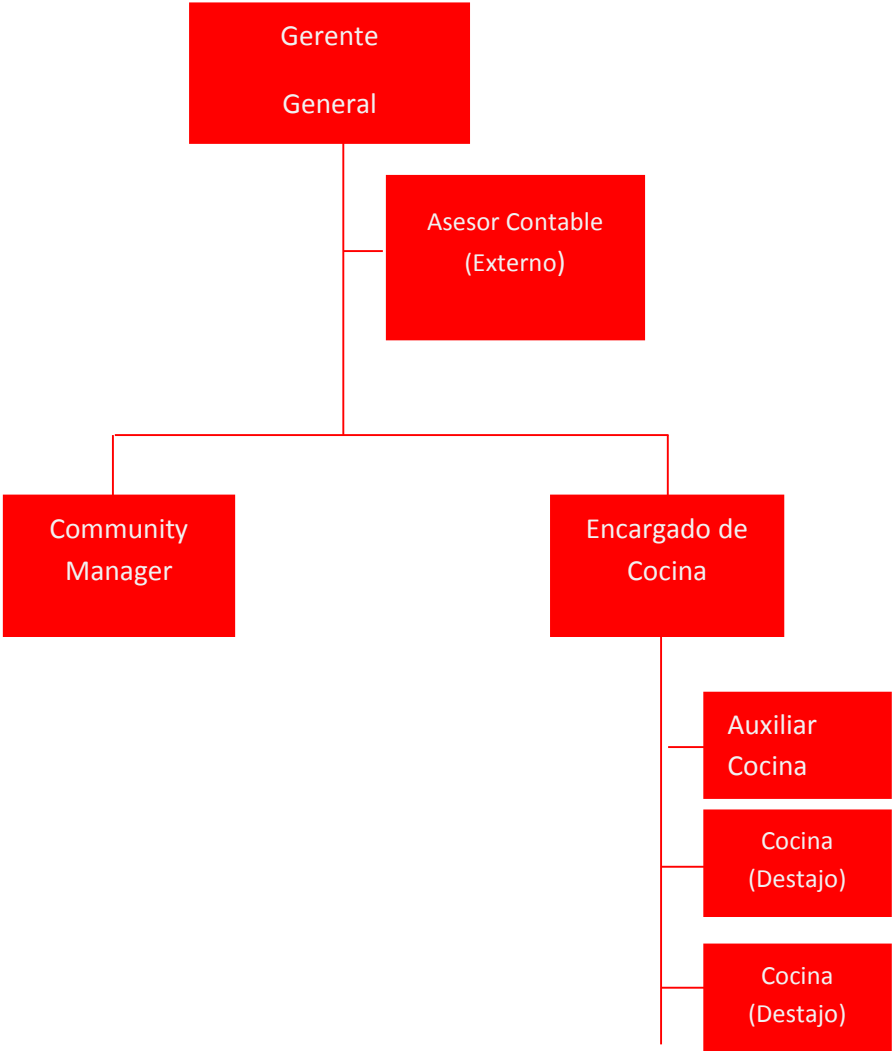 Gerente
General
Asesor Contable
(Externo)
Community
Manager
Encargado de
Cocina
Auxiliar
Cocina
Cocina
(Destajo)
Cocina
(Destajo)